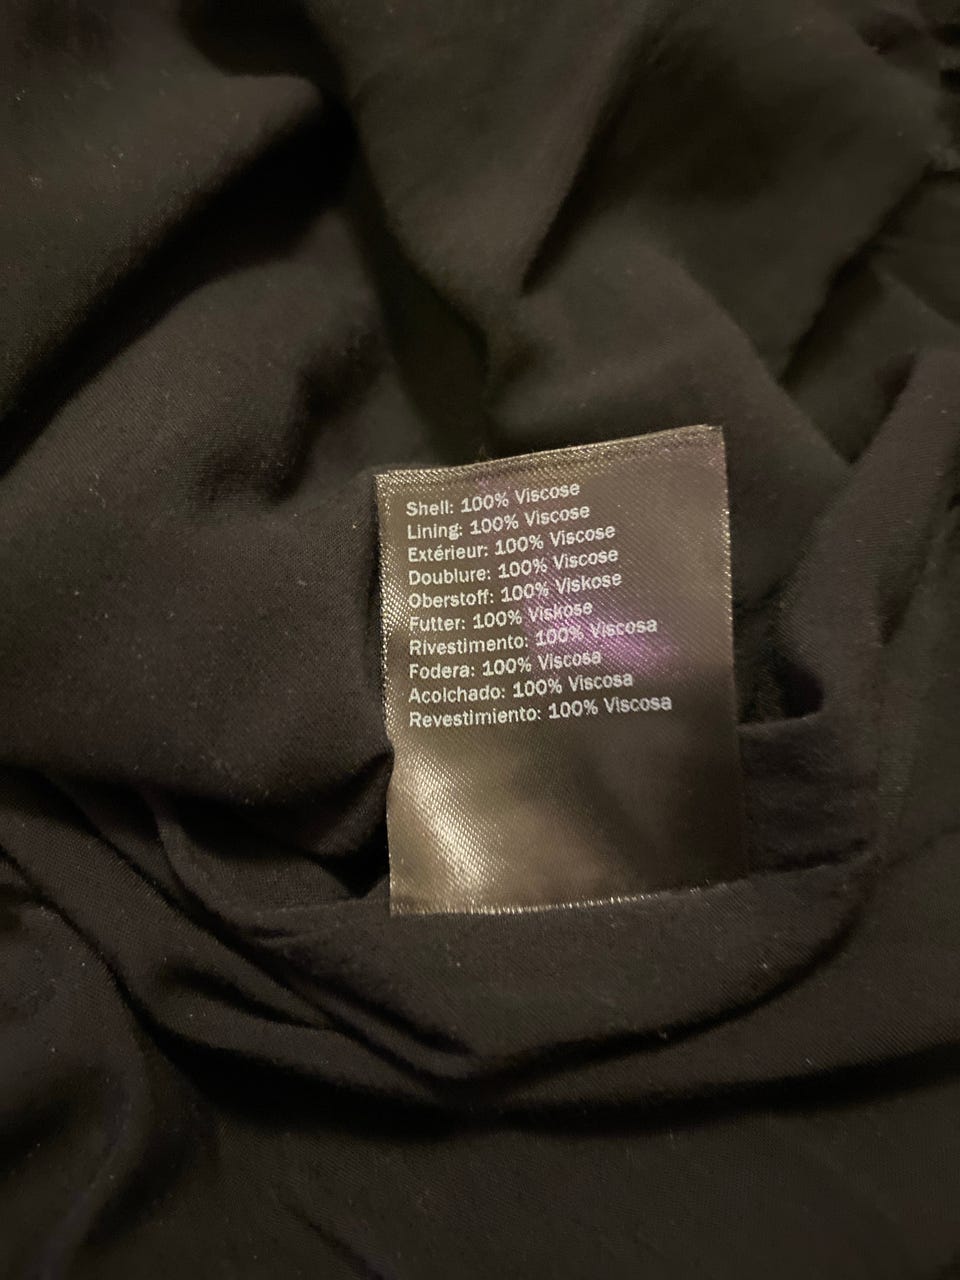 Shell: 100% Viscose
Lining: 100% Viscose
Extérieur: 100% Viscose
Doublure: 100% Viscose
Oberstoff: 100% Viskose
Futter: 100% Viskose
Rivestimento: 100% Viscosa
Fodera: 100% Viscosa
Acolchado: 100% Viscosa
Revestimiento: 100% Viscosa